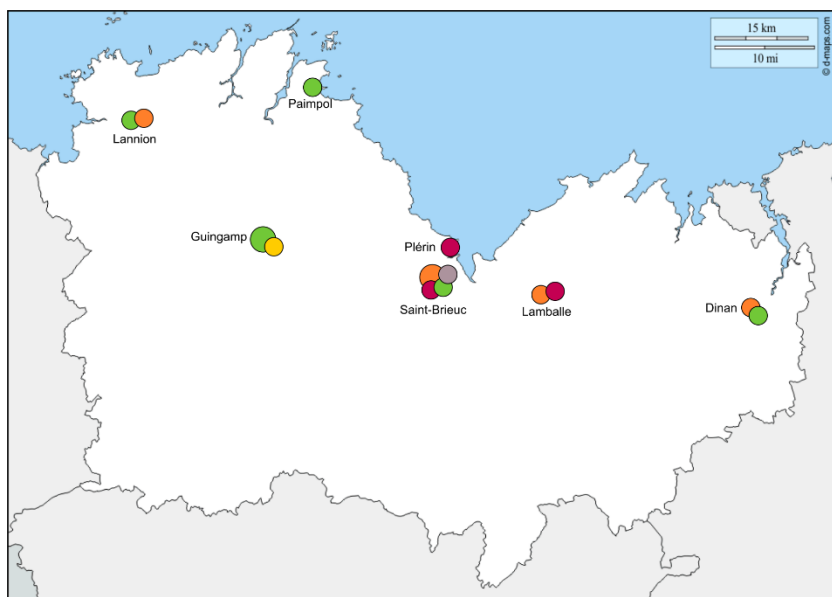 15 km
10 mi
© d-maps.com
Paimpol
Lannion
Guingamp
Plérin
Saint-Brieuc
Lamballe
Dinan